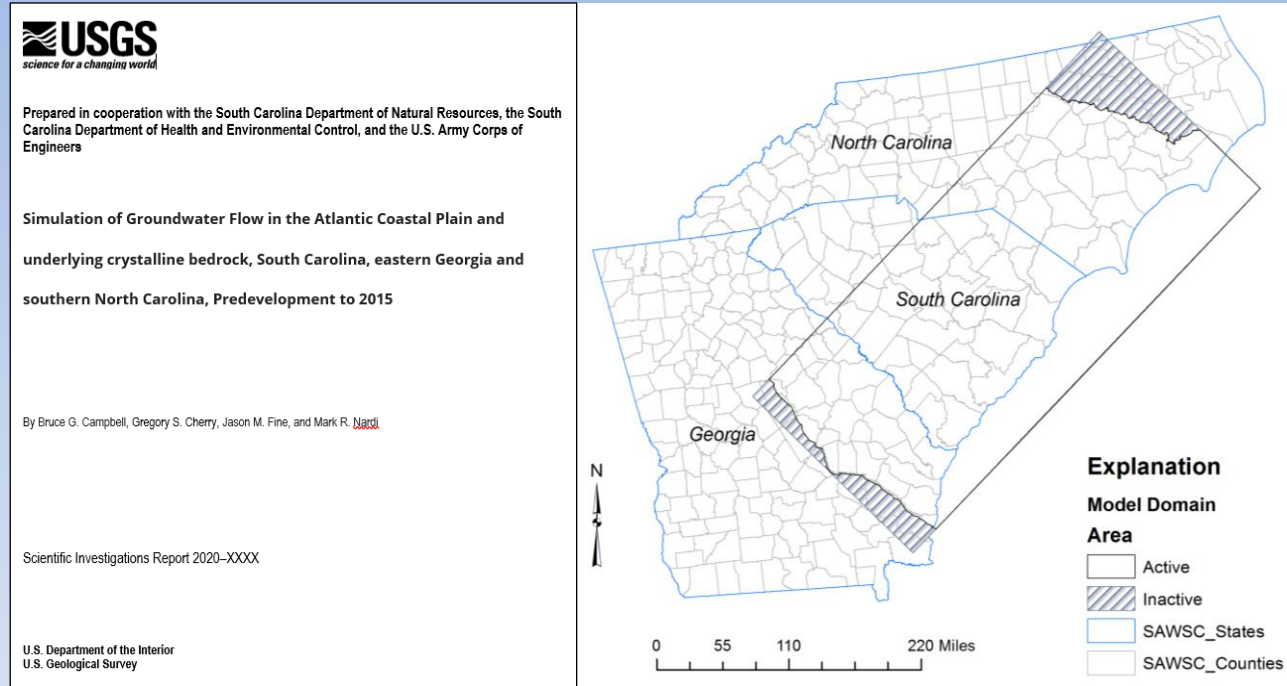 USGS
science for a changing world
Prepared in cooperation with the South Carolina Department of Natural Resources, the South
Carolina Department of Health and Environmental Control, and the U.S. Army Corps of
Engineers
Simulation of Groundwater Flow in the Atlantic Coastal Plain and
underlying crystalline bedrock, South Carolina, eastern Georgia and
southern North Carolina, Predevelopment to 2015
By Bruce G. Campbell, Gregory S. Cherry, Jason M. Fine, and Mark R. Nardi
Scientific Investigations Report 2020–XXXX
U.S. Department of the Interior
U.S. Geological Survey
North Carolina
South Carolina
Georgia
N
0 55 110 220 Miles
Explanation
Model Domain
Area
Active
Inactive
SAWSC_States
SAWSC_Counties